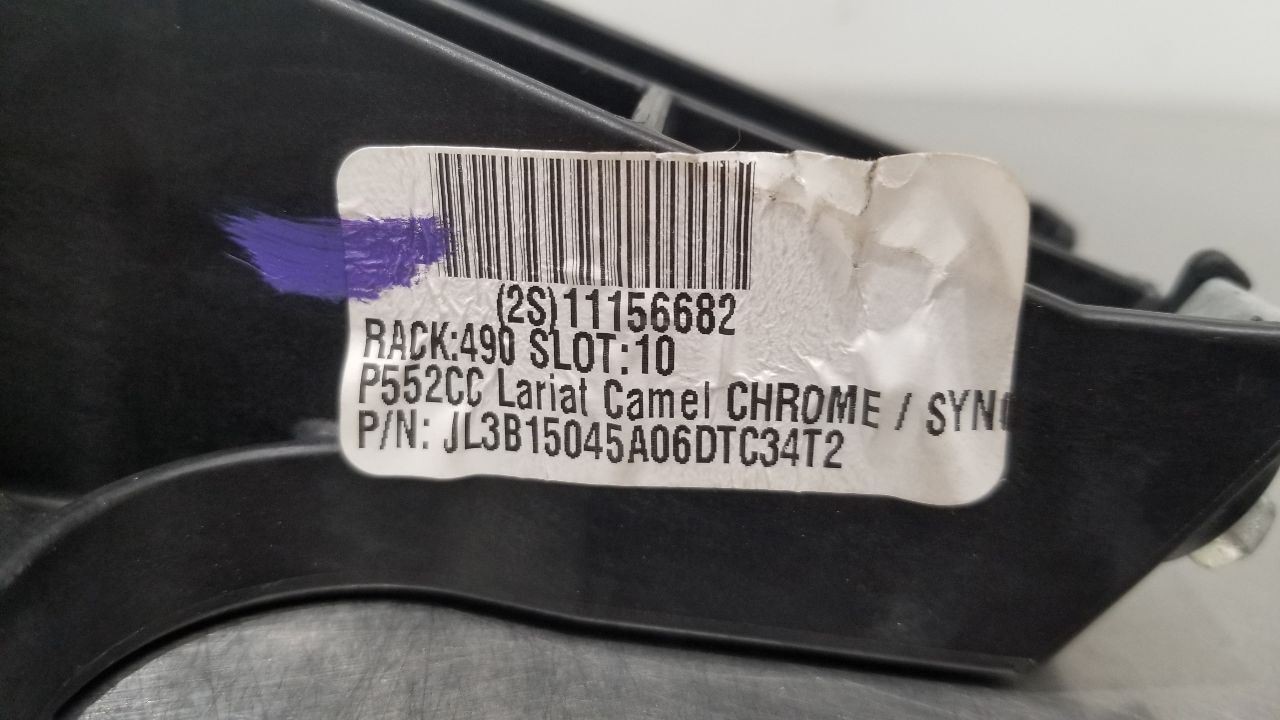 (2S)11156682
RACK:490 SLOT:10
P552CC Lariat Camel CHROME /
P/N: JL3B15045A06DTC34T2